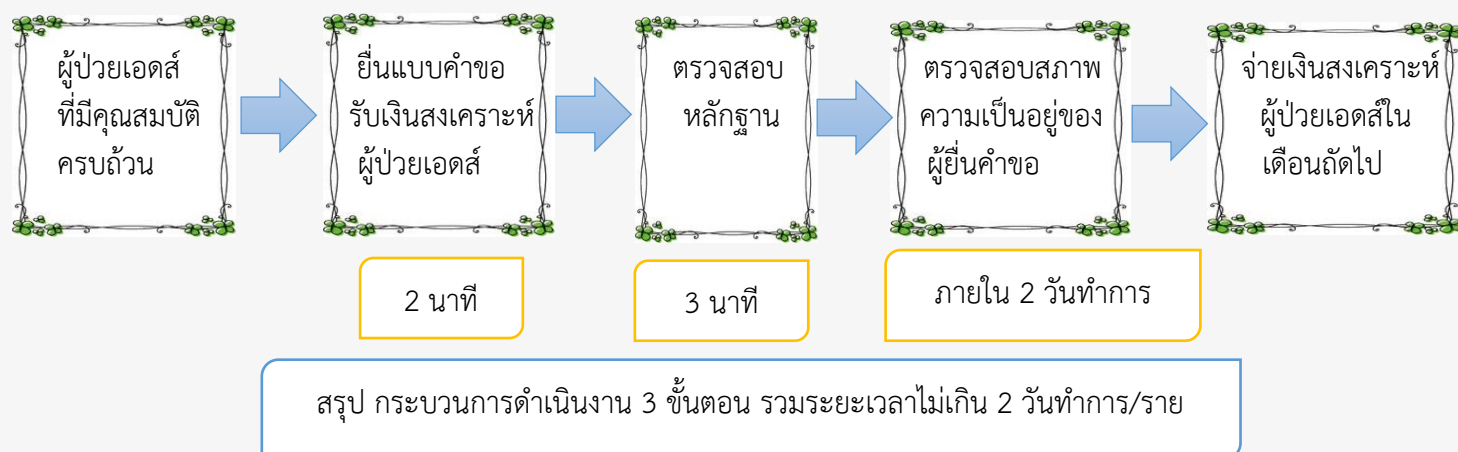 ผู้ป่วยเอดส์
ที่มีคุณสมบัติ
ครบถ้วน
ยื่นแบบคำขอ
รับเงินสงเคราะห์
ผู้ป่วยเอดส์
ตรวจสอบ
หลักฐาน
ตรวจสอบสภาพ
ความเป็นอยู่ของ
ผู้ยื่นคำขอ
จ่ายเงินสงเคราะห์
ผู้ป่วยเอดส์ใน
เดือนถัดไป
2 นาที
3 นาที
ภายใน 2 วันทำการ
สรุป กระบวนการดำเนินงาน 3 ขั้นตอน รวมระยะเวลาไม่เกิน 2 วันทำการ/ราย